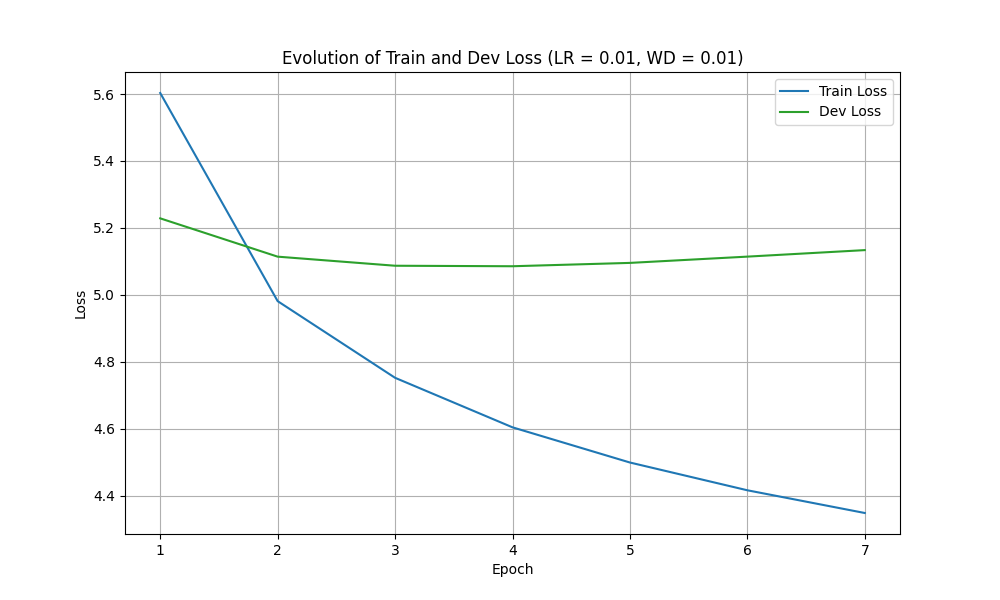 Evolution of Train and Dev Loss (LR = 0.01, WD = 0.01)
Train Loss
Dev Loss
5.6
5.4
5.2
5.0
4.8
4.6
4.4
Loss
1 2 3 4 5 6 7
Epoch